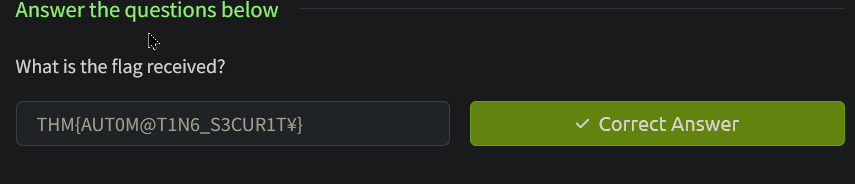 Answer the questions below
What is the flag received?
THM{AUT0M@T1N6_S3CUR1T¥}
✓ Correct Answer